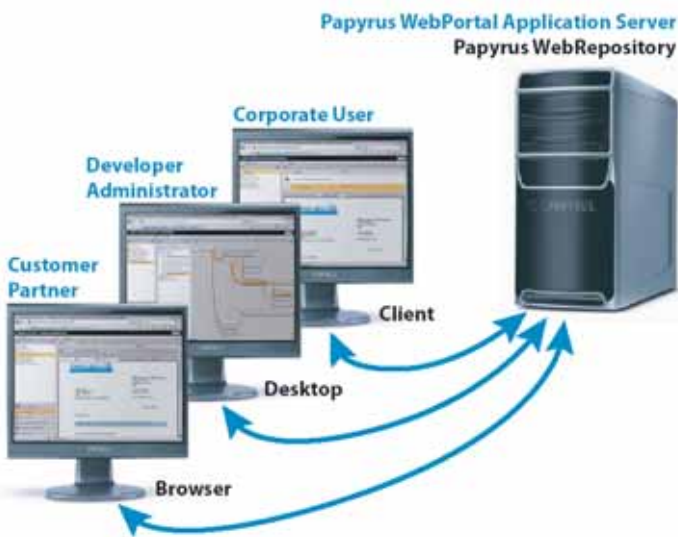 Papyrus WebPortal Application Server
Papyrus WebRepository
Corporate User
Developer
Administrator
Customer
Partner
Client
Desktop
Browser